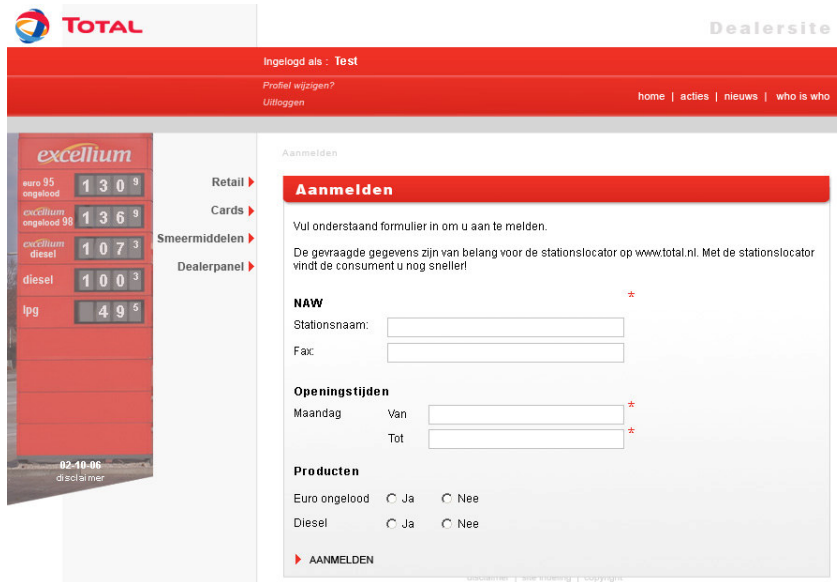 TOTAL
Dealersite
Ingelogd als : Test
Profiel wijzigen?
Uitloggen
home | acties | nieuws | who is who
excellium
euro 95 ongelood 1 3 0 9
excellium ongelood 98 1 3 6 9
excellium diesel 1 0 7 3
diesel 1 0 0 3
lpg 4 9 5
02-10-06
disclaimer
Retail
Cards
Smeermiddelen
Dealerpanel
Aanmelden
Aanmelden
Vul onderstaand formulier in om u aan te melden.
De gevraagde gegevens zijn van belang voor de stationslocator op www.total.nl. Met de stationslocator
vindt de consument u nog sneller!
NAW *
Stationsnaam:
Fax:
Openingstijden
Maandag Van *
Tot *
Producten
Euro ongelood Ja Nee
Diesel Ja Nee
AANMELDEN
disclaimer | site indeling | copyright